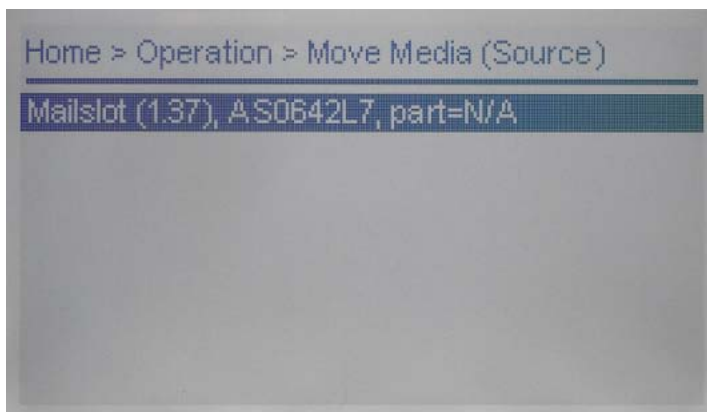 Home > Operation > Move Media (Source)
Mailslot (1.37), AS0642L7, part=N/A